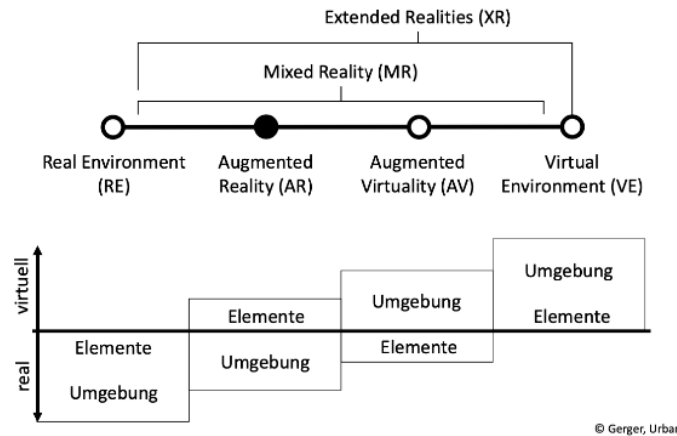 Extended Realities (XR)
Mixed Reality (MR)
Real Environment
(RE)
Augmented
Reality (AR)
Augmented
Virtuality (AV)
Virtual
Environment (VE)
virtuell
real
Elemente
Umgebung
Elemente
Umgebung
Umgebung
Elemente
Umgebung
Elemente
© Gerger, Urban